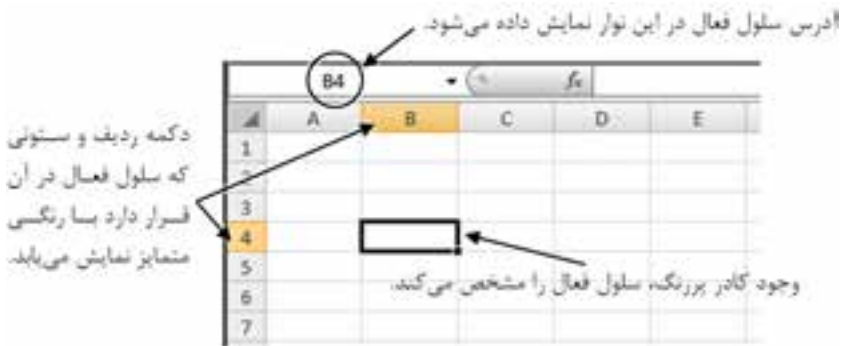 آدرس سلول فعال در این نوار نمایش داده می‌شود.
B4 fx
A B C D E
1
2
3
4
5
6
7
دکمه ردیف و ستونی
که سلول فعال در آن
قرار دارد با رنگی
متمایز نمایش می‌یابد.
وجود کادر پررنگ، سلول فعال را مشخص می‌کند.